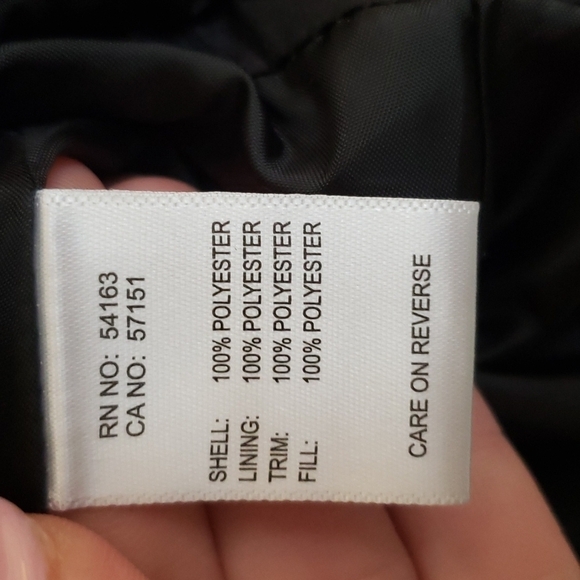 RN NO: 54163
CA NO: 57151
SHELL: 100% POLYESTER
LINING: 100% POLYESTER
TRIM: 100% POLYESTER
FILL: 100% POLYESTER
CARE ON REVERSE